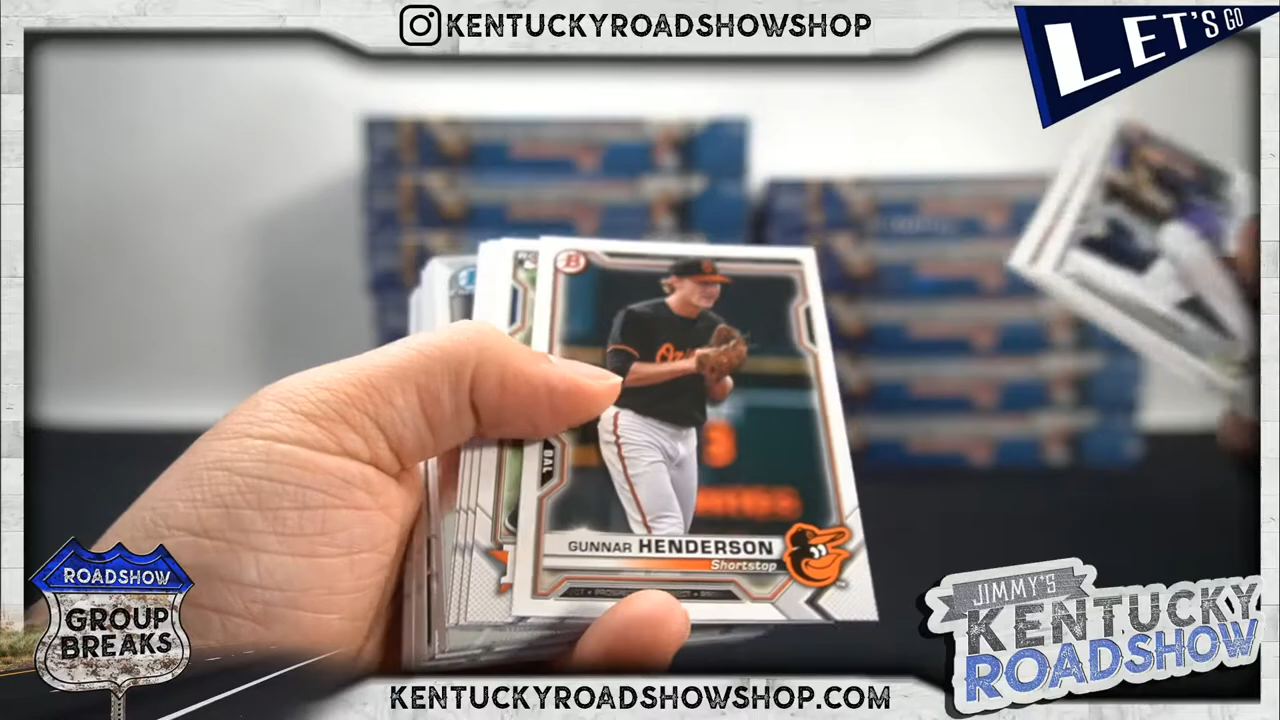 KENTUCKYROADSHOWSHOP
LET'S GO
B
BAL
GUNNAR HENDERSON
Shortstop
ROADSHOW
GROUP
BREAKS
JIMMY'S
KENTUCKY
ROADSHOW
KENTUCKYROADSHOWSHOP.COM